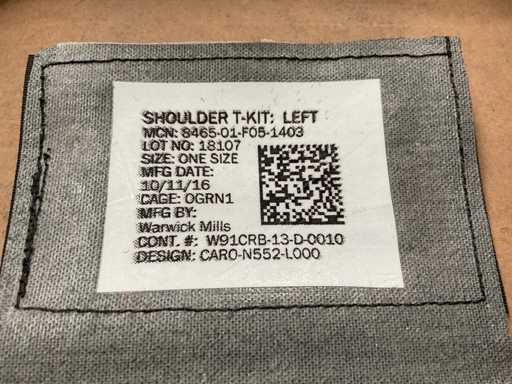 SHOULDER T-KIT: LEFT
MCN: 8465-01-F05-1403
LOT NO: 18107
SIZE: ONE SIZE
MFG DATE:
10/11/16
CAGE: OGRN1
MFG BY:
Warwick Mills
CONT. #: W91CRB-13-D-0010
DESIGN: CARO-N552-L000